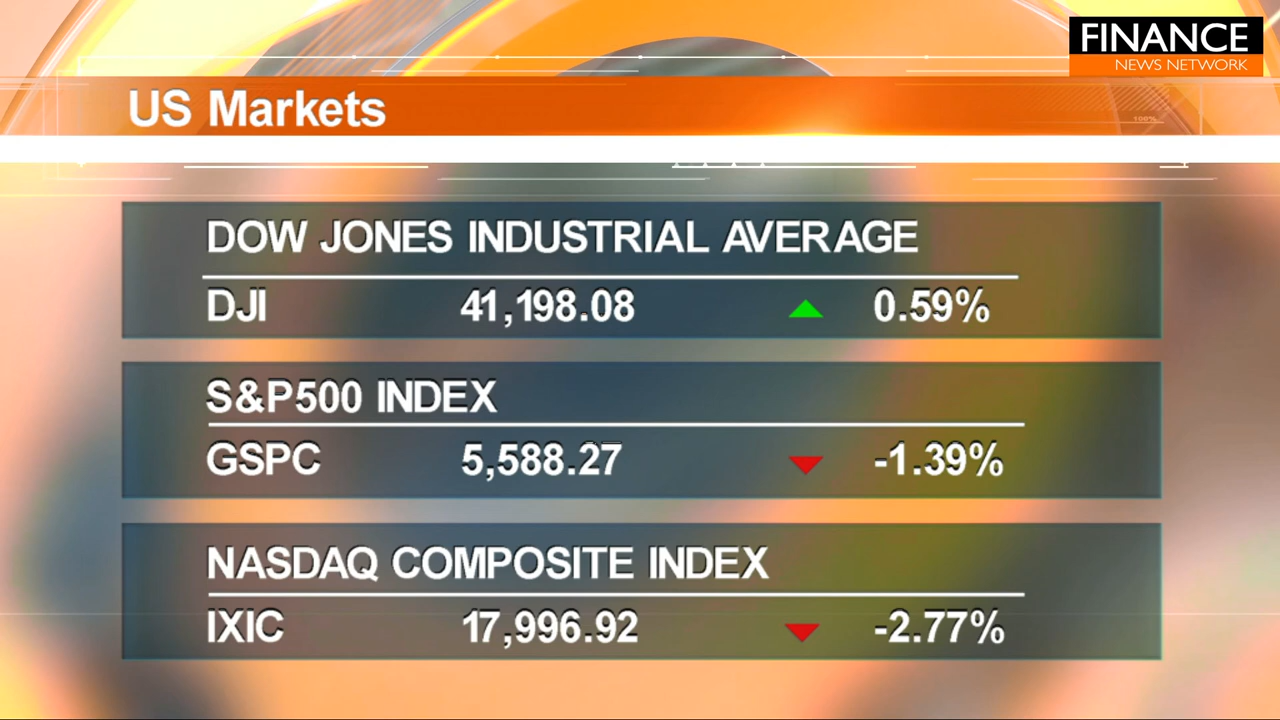 FINANCE
NEWS NETWORK
US Markets
100%
DOW JONES INDUSTRIAL AVERAGE
DJI 41,198.08 0.59%
S&P500 INDEX
GSPC 5,588.27 -1.39%
NASDAQ COMPOSITE INDEX
IXIC 17,996.92 -2.77%